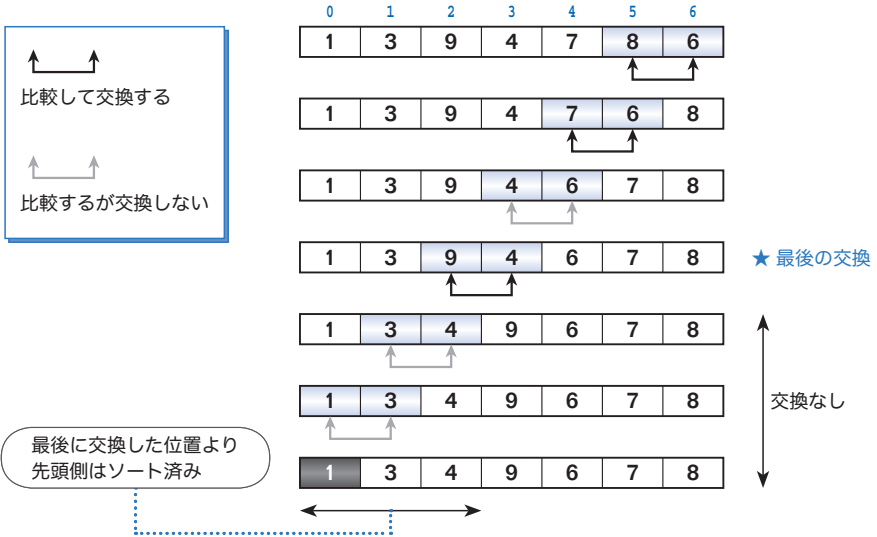 0 1 2 3 4 5 6
1 3 9 4 7 8 6
比較して交換する
1 3 9 4 7 6 8
比較するが交換しない
1 3 9 4 6 7 8
1 3 9 4 6 7 8
★ 最後の交換
1 3 4 9 6 7 8
1 3 4 9 6 7 8
交換なし
最後に交換した位置より
先頭側はソート済み
1 3 4 9 6 7 8